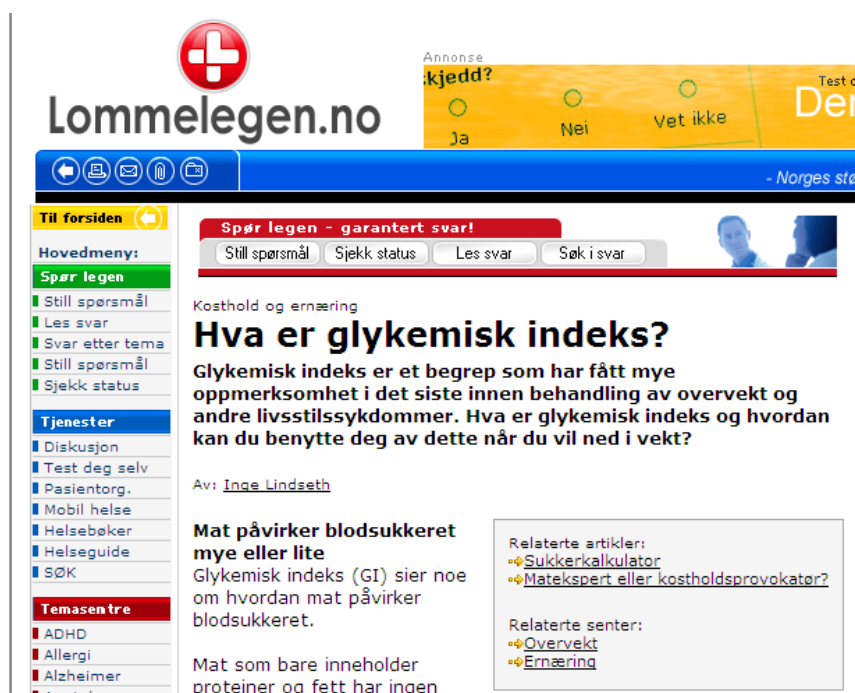 Lommelegen.no
Annonse
skjedd?
Ja
Nei
Vet ikke
Test
- Norges
Til forsiden
Hovedmeny:
Spør legen
Still spørsmål
Les svar
Svar etter tema
Still spørsmål
Sjekk status
Tjenester
Diskusjon
Test deg selv
Pasientorg.
Mobil helse
Helsebøker
Helseguide
SØK
Temasentre
ADHD
Allergi
Alzheimer
Spør legen - garantert svar!
Still spørsmål Sjekk status Les svar Søk i svar
Kosthold og ernæring
Hva er glykemisk indeks?
Glykemisk indeks er et begrep som har fått mye
oppmerksomhet i det siste innen behandling av overvekt og
andre livsstilssykdommer. Hva er glykemisk indeks og hvordan
kan du benytte deg av dette når du vil ned i vekt?
Av: Inge Lindseth
Mat påvirker blodsukkeret
mye eller lite
Glykemisk indeks (GI) sier noe
om hvordan mat påvirker
blodsukkeret.
Mat som bare inneholder
proteiner og fett har ingen
Relaterte artikler:
Sukkerkalkulator
Matekspert eller kostholdsprovokatør?
Relaterte senter:
Overvekt
Ernæring